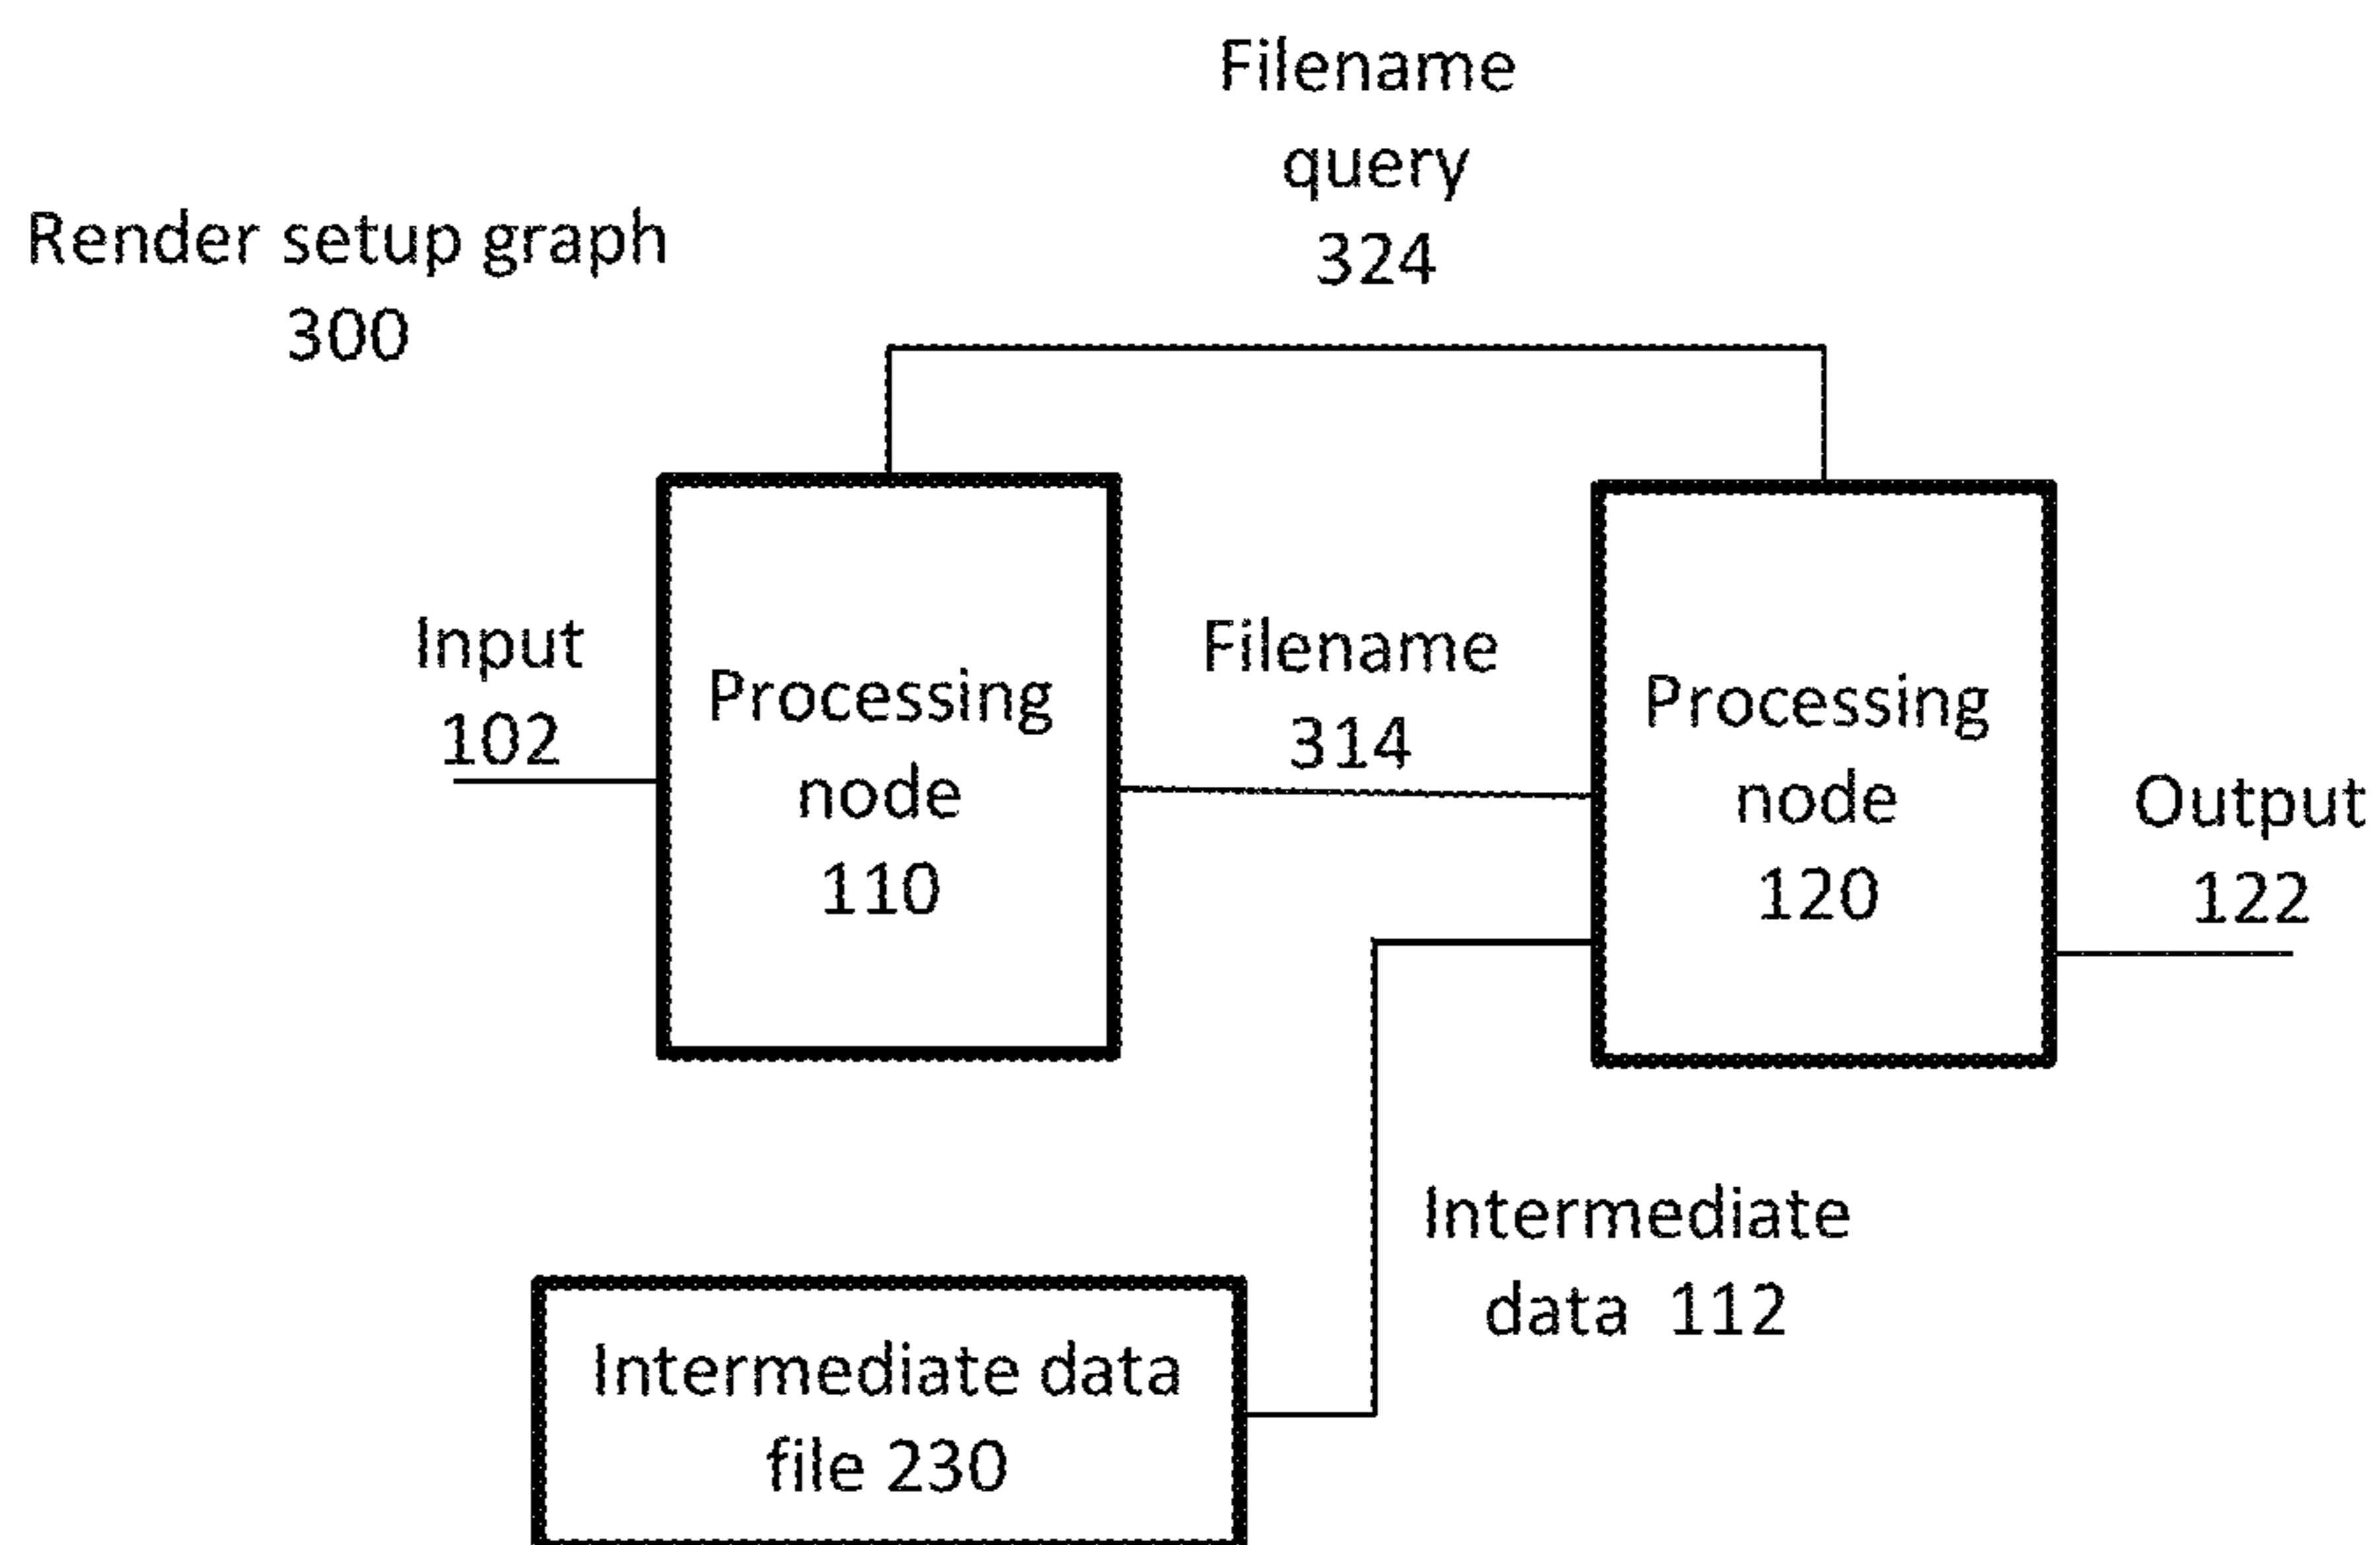 Filename
query
324
Render setup graph
300
Input
102
Processing
node
110
Filename
314
Processing
node
120
Output
122
Intermediate
data 112
Intermediate data
file 230